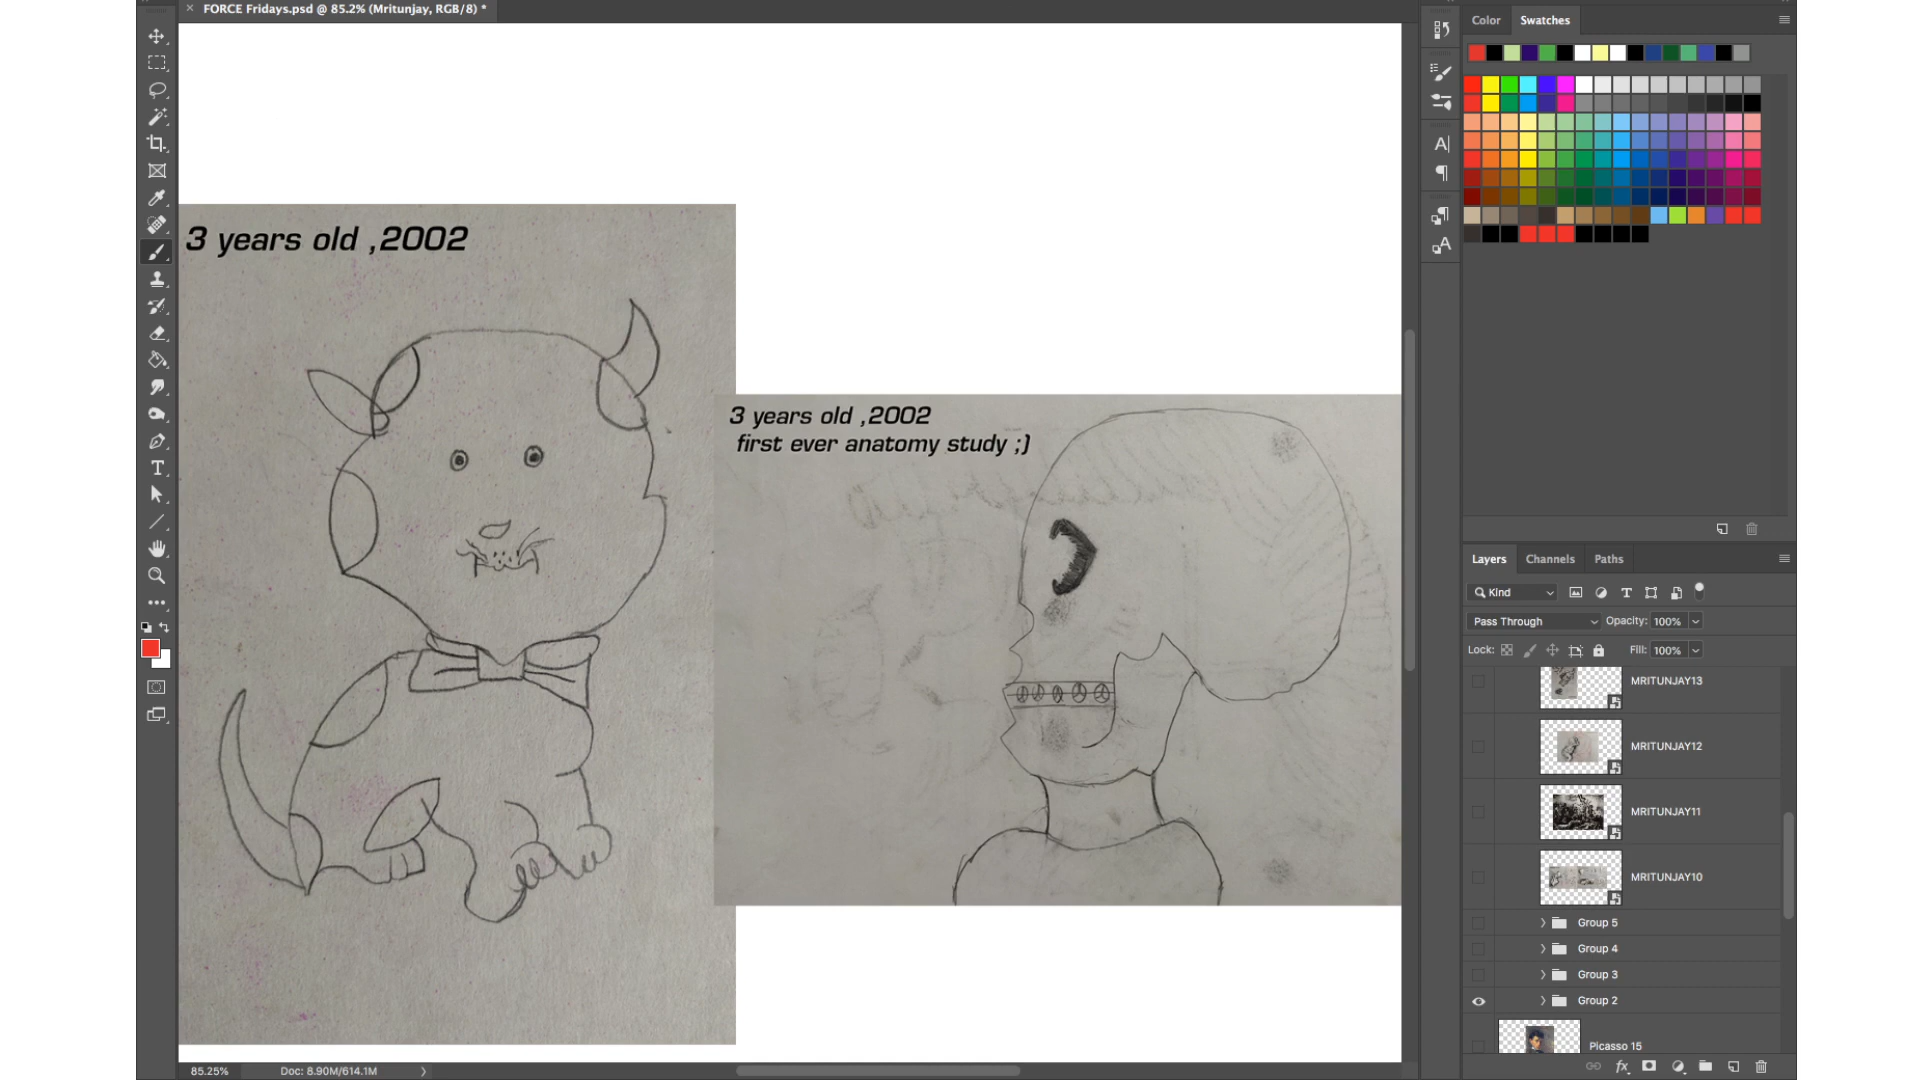 FORCE Fridays.psd @ 85.2% (Mritunjay, RGB/8) *
3 years old ,2002
3 years old ,2002
first ever anatomy study ;)
85.25%
Doc: 8.90M/614.1M
Color
Swatches
Layers
Channels
Paths
Kind
Pass Through
Opacity: 100%
Lock:
Fill: 100%
MRITUNJAY13
MRITUNJAY12
MRITUNJAY11
MRITUNJAY10
Group 5
Group 4
Group 3
Group 2
Picasso 15